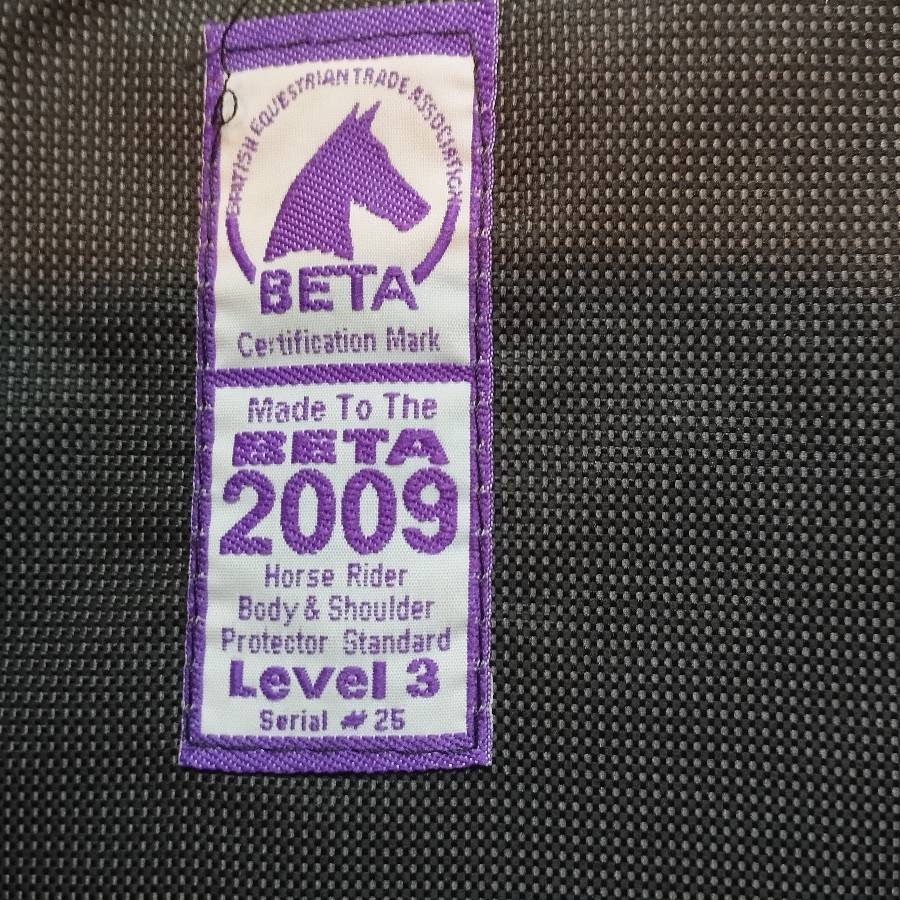 BRITISH EQUESTRIAN TRADE ASSOCIATION
BETA
Certification Mark
Made To The
BETA
2009
Horse Rider
Body & Shoulder
Protector Standard
Level 3
Serial # 25